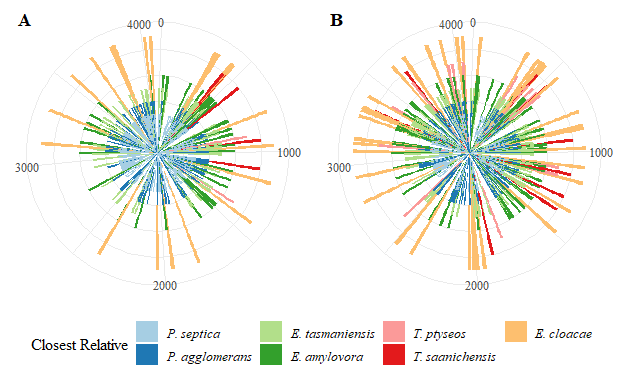 A
B
4000
0
1000
2000
3000
4000
0
1000
2000
3000
Closest Relative
P. septica
E. tasmaniensis
T. ptyseos
E. cloacae
P. agglomerans
E. amylovora
T. saanichensis